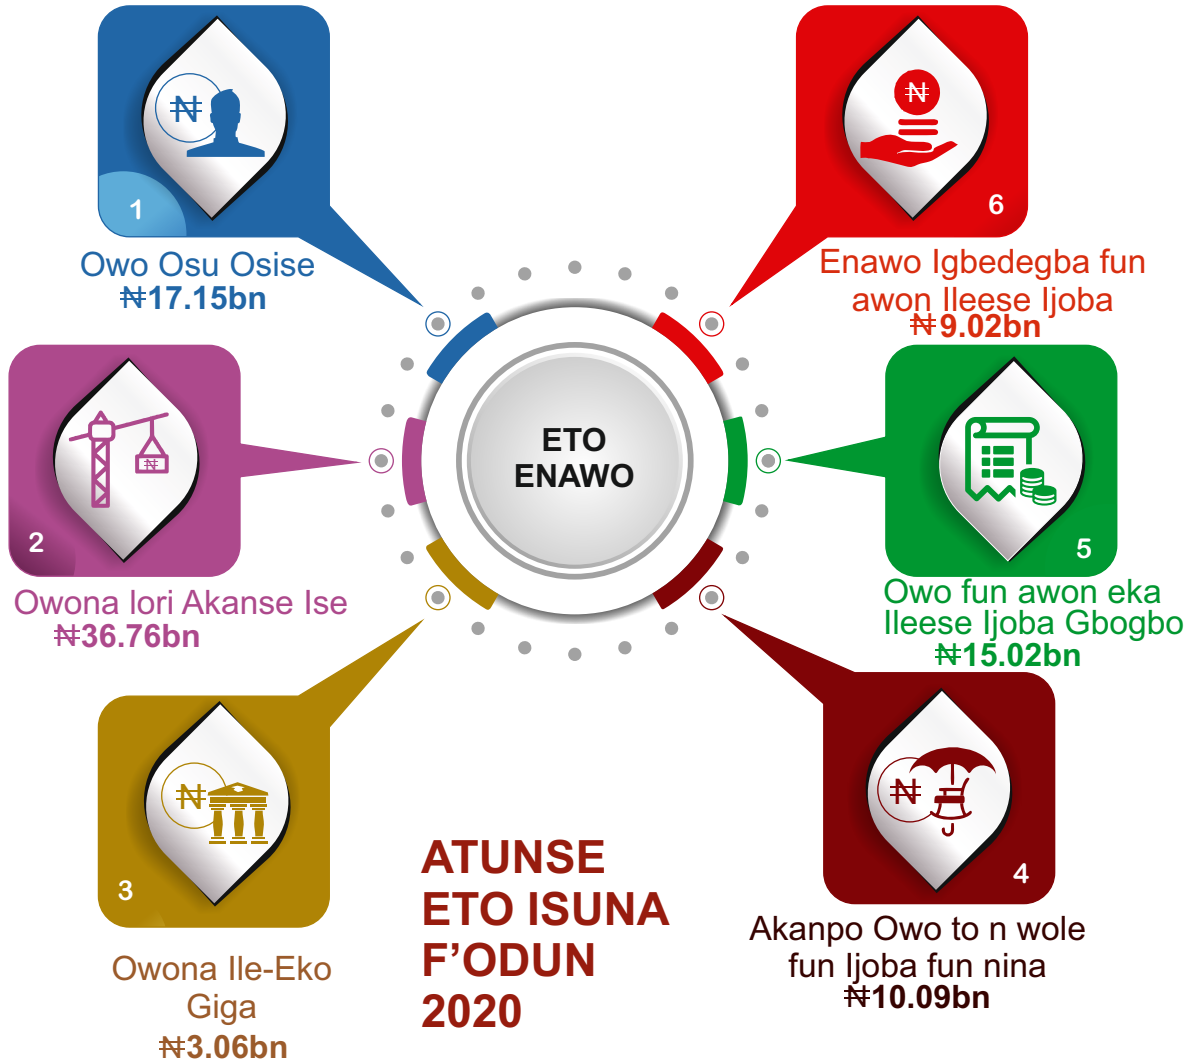 ₦
1
Owo Osu Osise
₦17.15bn
₦
2
Owona lori Akanse Ise
₦36.76bn
₦
3
Owona Ile-Eko
Giga
₦3.06bn
₦
4
Akanpo Owo to n wole
fun Ijoba fun nina
₦10.09bn
5
Owo fun awon eka
Ileese Ijoba Gbogbo
₦15.02bn
₦
6
Enawo Igbedegba fun
awon Ileese Ijoba
₦9.02bn
ETO
ENAWO
ATUNSE
ETO ISUNA
F’ODUN
2020